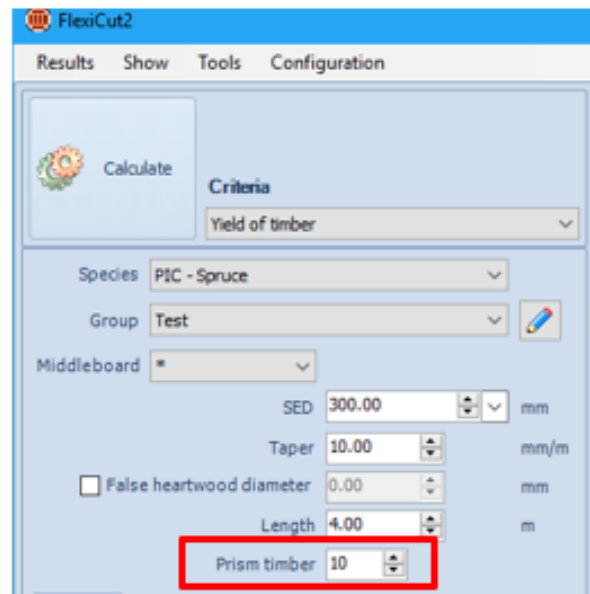 FlexiCut2
Results Show Tools Configuration
Calculate
Criteria
Yield of timber
Species PIC - Spruce
Group Test
Middleboard *
SED 300.00 mm
Taper 10.00 mm/m
False heartwood diameter 0.00 mm
Length 4.00 m
Prism timber 10